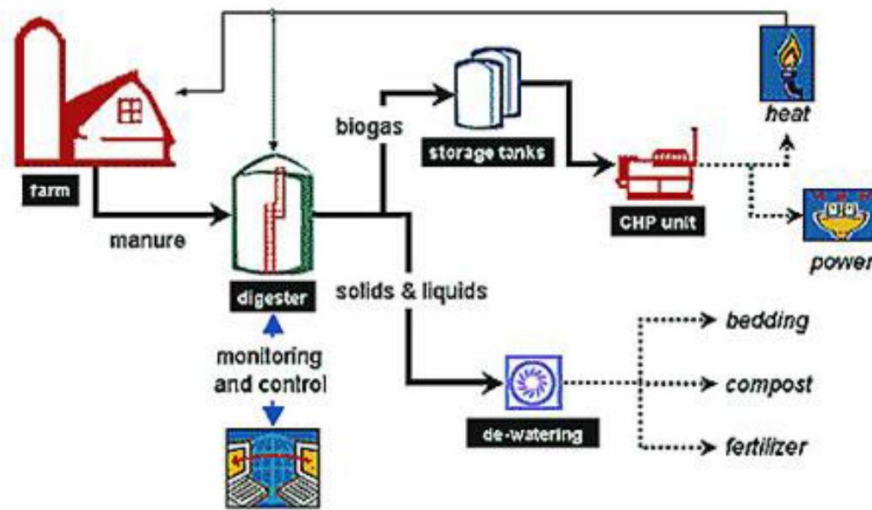 heat
biogas
storage tanks
farm
CHP unit
manure
power
digester
solids & liquids
bedding
monitoring
and control
compost
de-watering
fertilizer